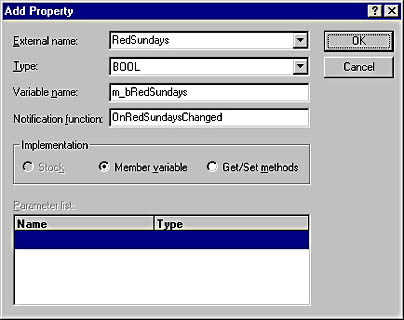 Add Property
External name: RedSundays OK
Type: BOOL Cancel
Variable name: m_bRedSundays
Notification function: OnRedSundaysChanged
Implementation
Stock Member variable Get/Set methods
Parameter list:
Name Type